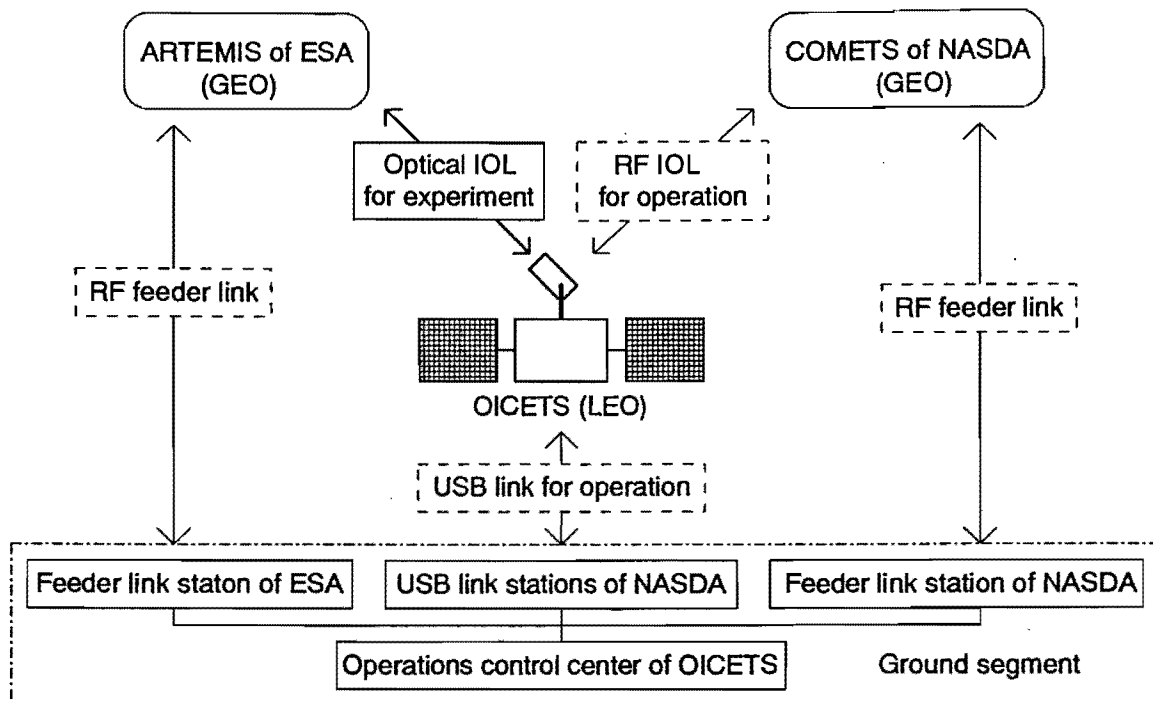 ARTEMIS of ESA
(GEO)
COMETS of NASDA
(GEO)
Optical IOL
for experiment
RF IOL
for operation
RF feeder link
RF feeder link
OICETS (LEO)
USB link for operation
Feeder link staton of ESA
USB link stations of NASDA
Feeder link station of NASDA
Operations control center of OICETS
Ground segment